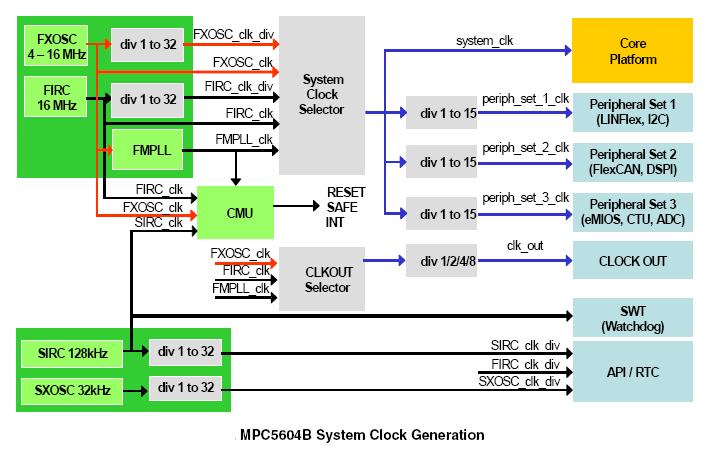 FXOSC
4 – 16 MHz
div 1 to 32
FXOSC_clk_div
FXOSC_clk
FIRC
16 MHz
div 1 to 32
FIRC_clk_div
FIRC_clk
FMPLL
FMPLL_clk
System
Clock
Selector
system_clk
Core
Platform
div 1 to 15
periph_set_1_clk
Peripheral Set 1
(LINFlex, I2C)
div 1 to 15
periph_set_2_clk
Peripheral Set 2
(FlexCAN, DSPI)
div 1 to 15
periph_set_3_clk
Peripheral Set 3
(eMIOS, CTU, ADC)
FIRC_clk
FXOSC_clk
SIRC_clk
CMU
RESET
SAFE
INT
FXOSC_clk
FIRC_clk
FMPLL_clk
CLKOUT
Selector
div 1/2/4/8
clk_out
CLOCK OUT
SWT
(Watchdog)
SIRC 128kHz
div 1 to 32
SIRC_clk_div
FIRC_clk_div
SXOSC 32kHz
div 1 to 32
SXOSC_clk_div
API / RTC
MPC5604B System Clock Generation